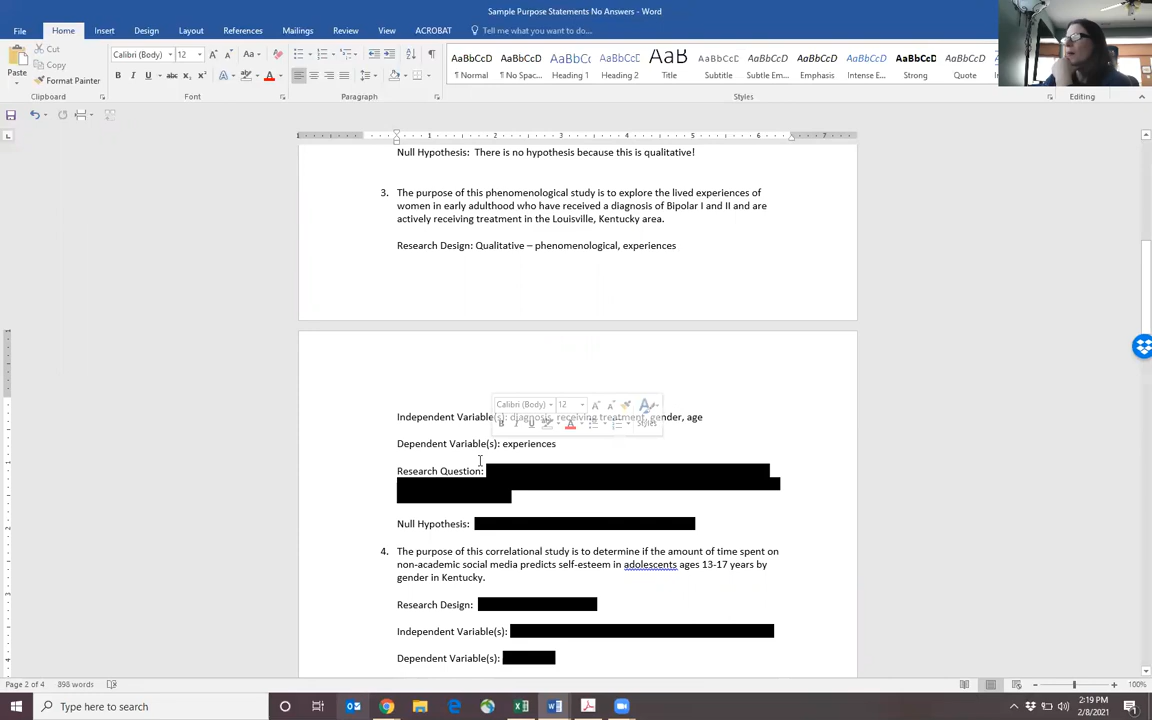 Sample Purpose Statements No Answers - Word
File Home Insert Design Layout References Mailings Review View ACROBAT Tell me what you want to do...
Cut
Copy
Format Painter
Paste
Calibri (Body) 12
Clipboard Font Paragraph Styles Editing
AaBbCcD AaBbCcD AaBbC AaBbCc AaB AaBbCcD AaBbCcD AaBbCcD AaBbCcD AaBbCcD AaBbCcD
¶ Normal ¶ No Spac... Heading 1 Heading 2 Title Subtitle Subtle Em... Emphasis Intense E... Strong Quote
Null Hypothesis: There is no hypothesis because this is qualitative!
3. The purpose of this phenomenological study is to explore the lived experiences of
women in early adulthood who have received a diagnosis of Bipolar I and II and are
actively receiving treatment in the Louisville, Kentucky area.
Research Design: Qualitative – phenomenological, experiences
Calibri (Body) 12
Independent Variable(s): diagnosis, receiving treatment, gender, age
Styles
Dependent Variable(s): experiences
Research Question:
Null Hypothesis:
4. The purpose of this correlational study is to determine if the amount of time spent on
non-academic social media predicts self-esteem in adolescents ages 13-17 years by
gender in Kentucky.
Research Design:
Independent Variable(s):
Dependent Variable(s):
Page 2 of 4 898 words 100%
Type here to search
2:19 PM
2/8/2021